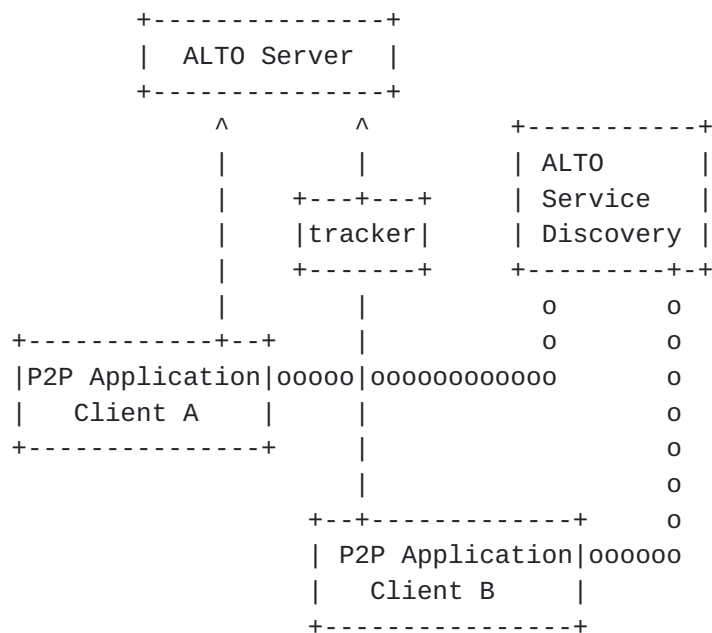 ALTO Server
ALTO
Service
Discovery
tracker
P2P Application
Client A
P2P Application
Client B